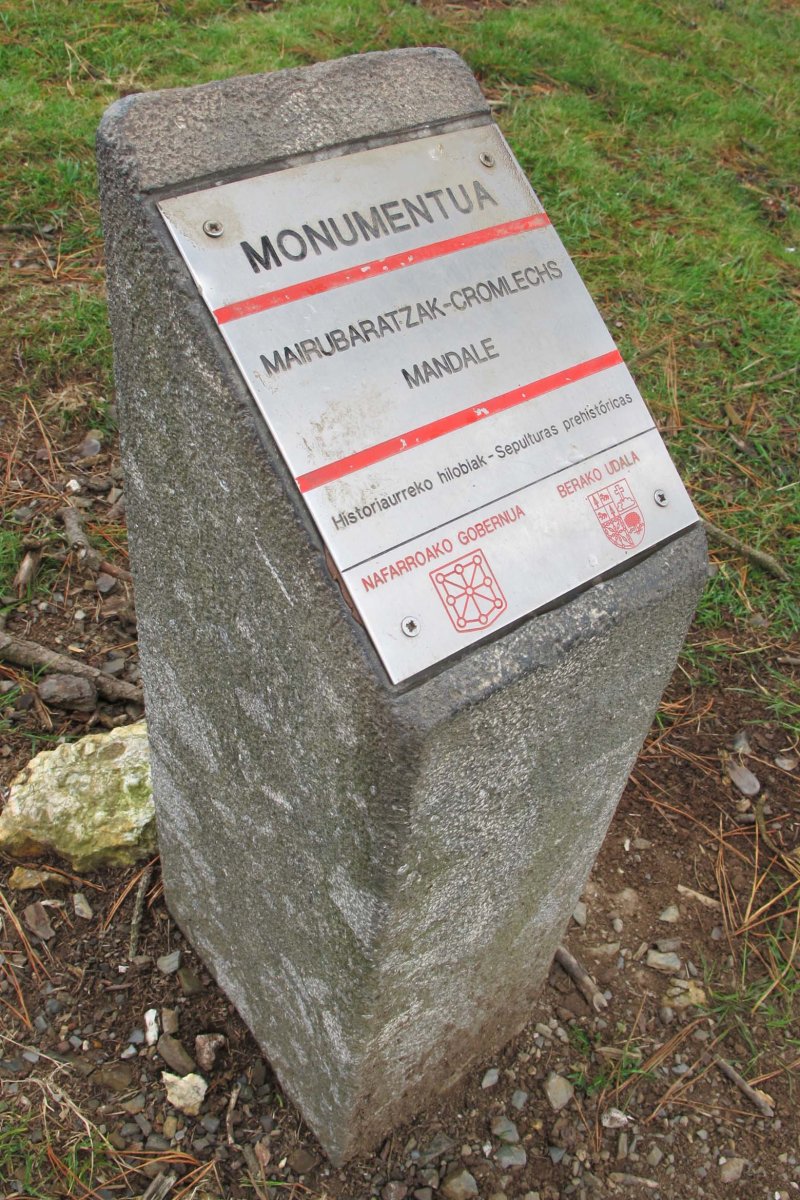 MONUMENTUA
MAIRUBARATZAK-CROMLECHS
MANDALE
Historiaurreko hilobiak - Sepulturas prehistóricas
NAFARROAKO GOBERNUA
BERAKO UDALA